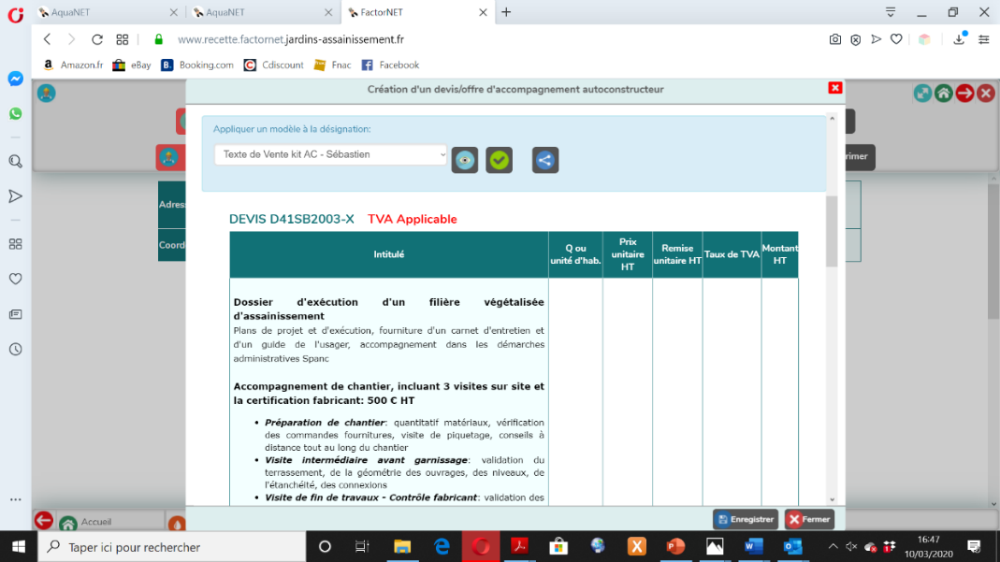 AquaNET
AquaNET
FactorNET
www.recette.factornet.jardins-assainissement.fr
Amazon.fr
eBay
Booking.com
Cdiscount
Fnac
Facebook
Création d'un devis/offre d'accompagnement autoconstructeur
Appliquer un modèle à la désignation:
Texte de Vente kit AC - Sébastien
rimer
Adres
Coord
DEVIS D41SB2003-X TVA Applicable
Intitulé
Q ou
unité d'hab.
Prix
unitaire
HT
Remise
unitaire HT
Taux de TVA
Montant
HT
Dossier d'exécution d'un filière végétalisée
d'assainissement
Plans de projet et d'exécution, fourniture d'un carnet d'entretien et
d'un guide de l'usager, accompagnement dans les démarches
administratives Spanc
Accompagnement de chantier, incluant 3 visites sur site et
la certification fabricant: 500 € HT
• Préparation de chantier: quantitatif matériaux, vérification
des commandes fournitures, visite de piquetage, conseils à
distance tout au long du chantier
• Visite intermédiaire avant garnissage: validation du
terrassement, de la géométrie des ouvrages, des niveaux, de
l'étanchéité, des connexions
• Visite de fin de travaux - Contrôle fabricant: validation des
Accueil
Enregistrer
Fermer
Taper ici pour rechercher
16:47
10/03/2020